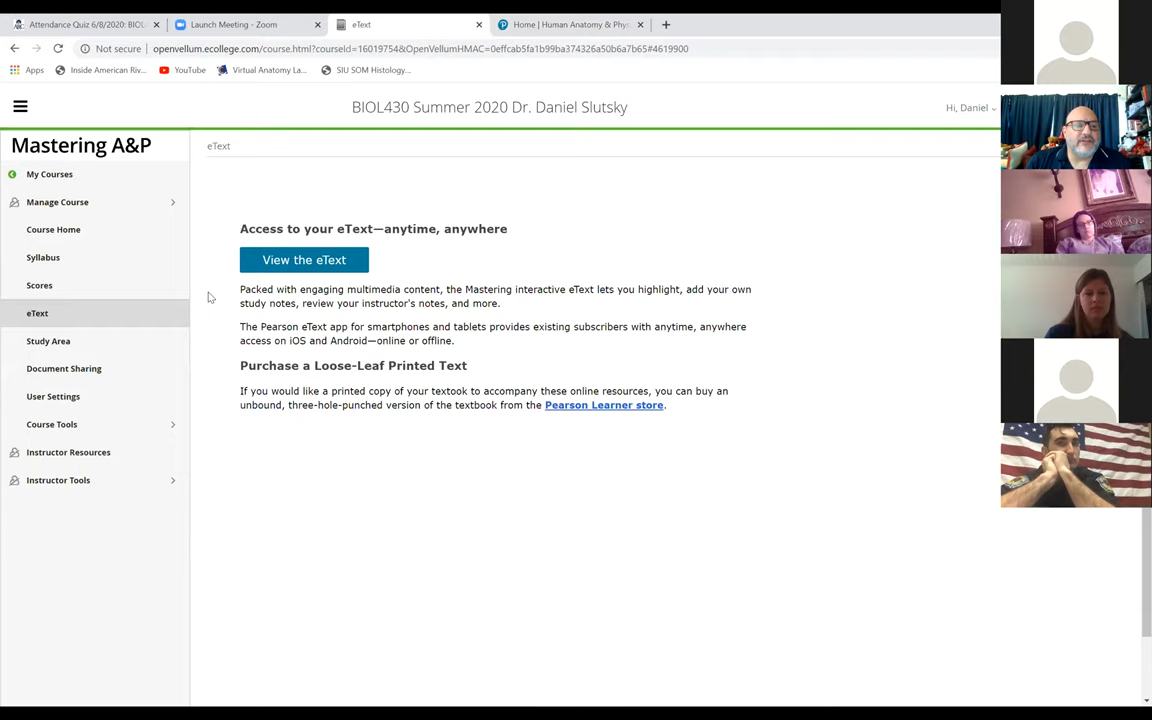 Attendance Quiz 6/8/2020: BIOL
Launch Meeting - Zoom
eText
Home | Human Anatomy & Phys
Not secure
openvellum.ecollege.com/course.html?courseId=16019754&OpenVellumHMAC=0effcab5fa1b99ba374326a50b6a7b65#4619900
Apps
Inside American Riv...
YouTube
Virtual Anatomy La...
SIU SOM Histology...
BIOL430 Summer 2020 Dr. Daniel Slutsky
Hi, Daniel
Mastering A&P
My Courses
Manage Course
Course Home
Syllabus
Scores
eText
Study Area
Document Sharing
User Settings
Course Tools
Instructor Resources
Instructor Tools
eText
Access to your eText—anytime, anywhere
View the eText
Packed with engaging multimedia content, the Mastering interactive eText lets you highlight, add your own
study notes, review your instructor's notes, and more.
The Pearson eText app for smartphones and tablets provides existing subscribers with anytime, anywhere
access on iOS and Android—online or offline.
Purchase a Loose-Leaf Printed Text
If you would like a printed copy of your textook to accompany these online resources, you can buy an
unbound, three-hole-punched version of the textbook from the Pearson Learner store.